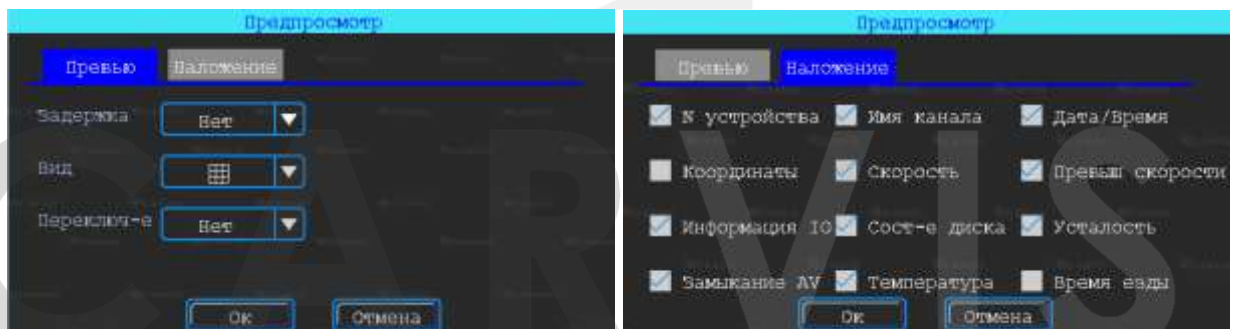 Предпросмотр
Превью Наложение
Задержка Нет
Вид
Переключ-е Нет
Ок Отмена
Предпросмотр
Превью Наложение
N устройства Имя канала Дата/Время
Координаты Скорость Превыш скорости
Информация IO Сост-е диска Усталость
Замыкание AV Температура Время езды
Ок Отмена
CARVIS